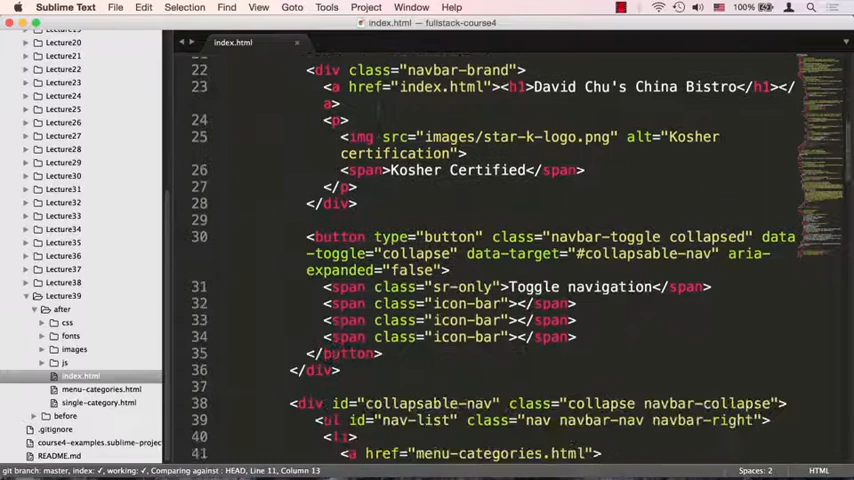 Sublime Text File Edit Selection Find View Goto Tools Project Window Help 100%
index.html — fullstack-course4
index.html
Lecture20
Lecture21
Lecture22
Lecture23
Lecture24
Lecture25
Lecture26
Lecture27
Lecture28
Lecture29
Lecture30
Lecture31
Lecture32
Lecture33
Lecture34
Lecture35
Lecture36
Lecture37
Lecture38
Lecture39
after
css
fonts
images
js
index.html
menu-categories.html
single-category.html
before
.gitignore
course4-examples.sublime-projec
README.md
22 <div class="navbar-brand">
23 <a href="index.html"><h1>David Chu's China Bistro</h1></
a>
24 <p>
25 <img src="images/star-k-logo.png" alt="Kosher
certification">
26 <span>Kosher Certified</span>
27 </p>
28 </div>
29
30 <button type="button" class="navbar-toggle collapsed" data
-toggle="collapse" data-target="#collapsable-nav" aria-
expanded="false">
31 <span class="sr-only">Toggle navigation</span>
32 <span class="icon-bar"></span>
33 <span class="icon-bar"></span>
34 <span class="icon-bar"></span>
35 </button>
36 </div>
37
38 <div id="collapsable-nav" class="collapse navbar-collapse">
39 <ul id="nav-list" class="nav navbar-nav navbar-right">
40 <li>
41 <a href="menu-categories.html">
git branch: master, index: ✓, working: ✓, Comparing against : HEAD, Line 11, Column 13 Spaces: 2 HTML